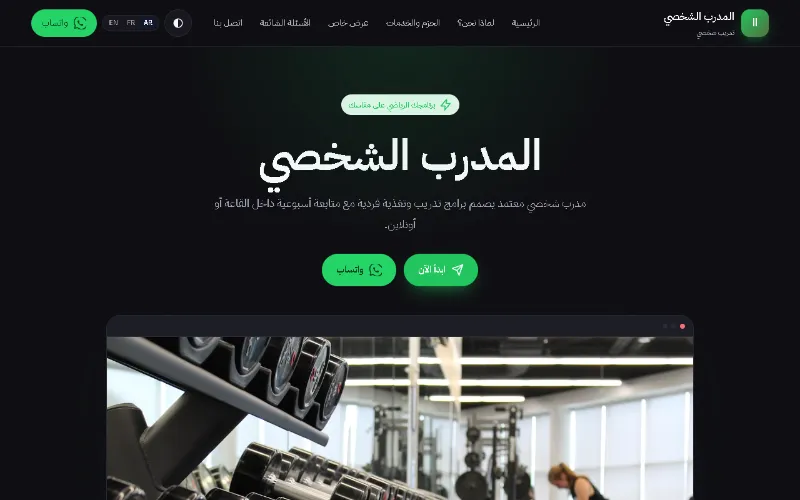 المدرب الشخصي
تدريب شخصي
الرئيسية
لماذا نحن؟
الحزم والخدمات
عرض خاص
الأسئلة الشائعة
اتصل بنا
AR
FR
EN
واتساب
برنامجك الرياضي على مقاسك
المدرب الشخصي
مدرب شخصي معتمد يصمم برامج تدريب وتغذية فردية مع متابعة أسبوعية داخل القاعة أو
أونلاين.
ابدأ الآن
واتساب